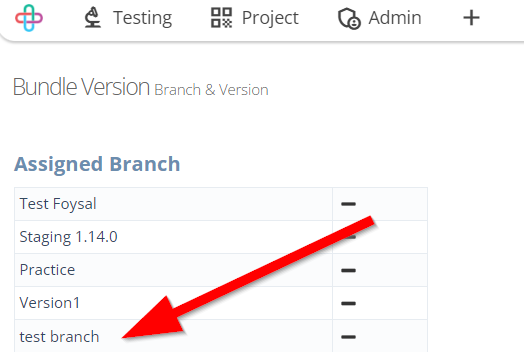 Testing Project Admin +
Bundle Version Branch & Version
Assigned Branch
Test Foysal
Staging 1.14.0
Practice
Version1
test branch